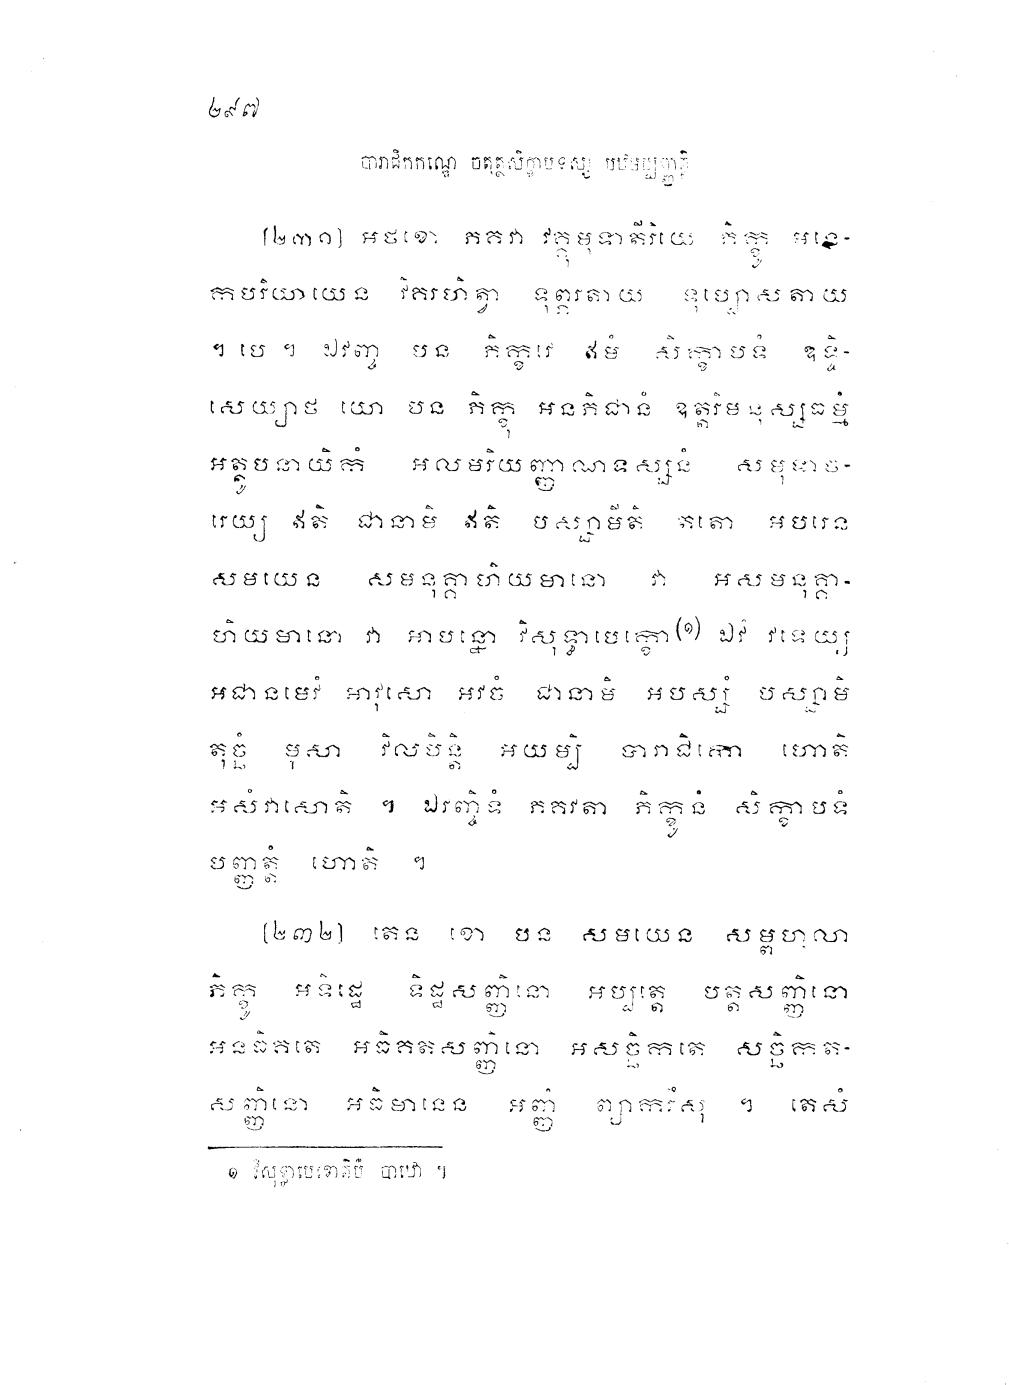 ២៩៧
បារាជិកកណ្ឌេ ចតុត្ថសិក្ខាបទស្ស បឋមប្បញ្ញត្តិ
[២៣១] អថខោ ភគវា វគ្គុមុទាតីរិយេ ភិក្ខូ អនេ-
កបរិយាយេន វិគរហិត្វា ទុព្ភរតាយ ទុប្បោសតាយ
។ បេ ។ ឯវញ្ច បន ភិក្ខវេ ឥមំ សិក្ខាបទំ ឧទ្ទិ-
សេយ្យាថ យោ បន ភិក្ខុ អនភិជានំ ឧត្តរិមនុស្សធម្មំ
អត្តូបនាយិកំ អលមរិយញ្ញាណទស្សនំ សមុទាច-
រេយ្យ ឥតិ ជានាមិ ឥតិ បស្សាមីតិ តតោ អបរេន
សមយេន សមនុគ្គាហិយមានោ វា អសមនុគ្គា-
ហិយមានោ វា អាបន្នោ វិសុទ្ធាបេក្ខោ(១) ឯវំ វទេយ្យ
អជានមេវំ អាវុសោ អវចំ ជានាមិ អបស្សំ បស្សាមិ
តុច្ឆំ មុសា វិលបិន្តិ អយម្បិ បារាជិកោ ហោតិ
អសំវាសោតិ ។ ឯវញ្ចិទំ ភគវតា ភិក្ខូនំ សិក្ខាបទំ
បញ្ញត្តំ ហោតិ ។
[២៣២] តេន ខោ បន សមយេន សម្ពហុលា
ភិក្ខូ អទិដ្ឋេ ទិដ្ឋសញ្ញិនោ អប្បត្តេ បត្តសញ្ញិនោ
អនធិគតេ អធិគតសញ្ញិនោ អសច្ឆិកតេ សច្ឆិកត-
សញ្ញិនោ អធិមានេន អញ្ញំ ព្យាករិំសុ ។ តេសំ
១ វិសុទ្ធាបេខោតិបិ បាឋោ ។